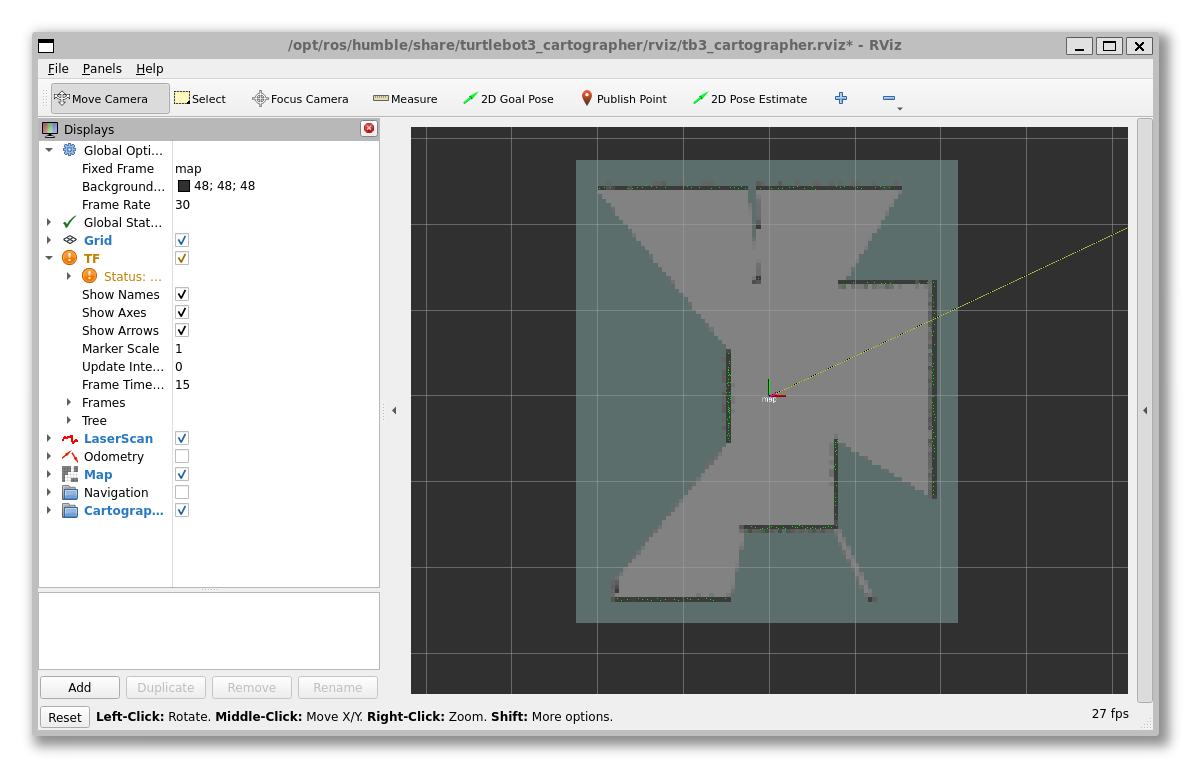 /opt/ros/humble/share/turtlebot3_cartographer/rviz/tb3_cartographer.rviz* - RViz
File Panels Help
Move Camera Select Focus Camera Measure 2D Goal Pose Publish Point 2D Pose Estimate
Displays
Global Opti...
Fixed Frame map
Background... 48; 48; 48
Frame Rate 30
Global Stat...
Grid
TF
Status: ...
Show Names
Show Axes
Show Arrows
Marker Scale 1
Update Inte... 0
Frame Time... 15
Frames
Tree
LaserScan
Odometry
Map
Navigation
Cartograp...
map
Add Duplicate Remove Rename
Reset Left-Click: Rotate. Middle-Click: Move X/Y. Right-Click: Zoom. Shift: More options. 27 fps